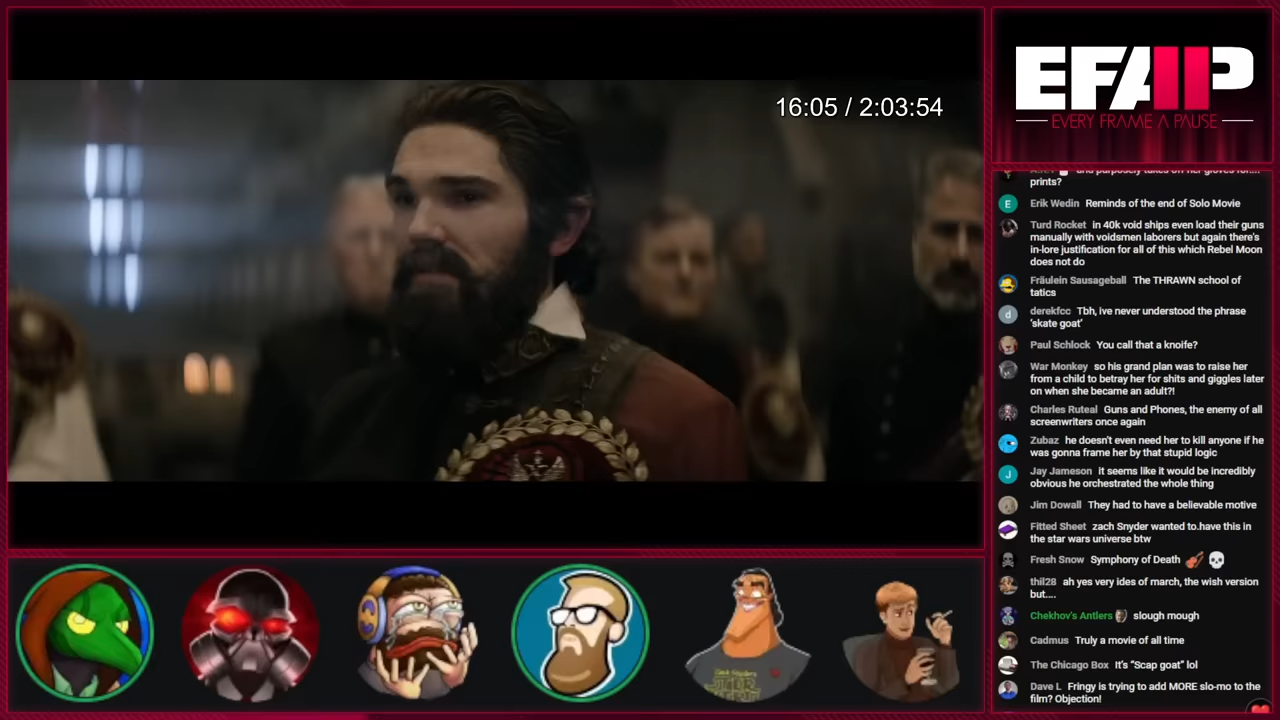 16:05 / 2:03:54
EFAP
EVERY FRAME A PAUSE
and purposely takes off her gloves for....
prints?
Erik Wedin Reminds of the end of Solo Movie
Turd Rocket in 40k void ships even load their guns
manually with voidsmen laborers but again there's
in-lore justification for all of this which Rebel Moon
does not do
Fräulein Sausageball The THRAWN school of
tatics
derekfcc Tbh, ive never understood the phrase
'skate goat'
Paul Schlock You call that a knoife?
War Monkey so his grand plan was to raise her
from a child to betray her for shits and giggles later
on when she became an adult?!
Charles Ruteal Guns and Phones, the enemy of all
screenwriters once again
Zubaz he doesn't even need her to kill anyone if he
was gonna frame her by that stupid logic
Jay Jameson It seems like it would be incredibly
obvious he orchestrated the whole thing
Jim Dowall They had to have a believable motive
Fitted Sheet zach Snyder wanted to.have this in
the star wars universe btw
Fresh Snow Symphony of Death 🎻 💀
thil28 ah yes very ides of march, the wish version
but....
Chekhov's Antlers slough mough
Cadmus Truly a movie of all time
The Chicago Box It's "Scap goat" lol
Dave L Fringy is trying to add MORE slo-mo to the
film? Objection!